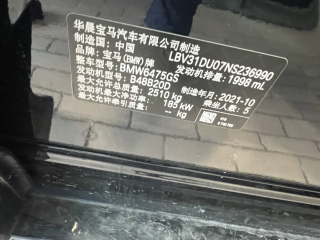 华晨宝马汽车有限公司制造
制造国：中国 LBV31DU07NS236990
品牌：宝马(BMW)牌 发动机排量：1998 mL
整车型号：BMW6475GS
发动机型号：B48B20D 制造年月：2021-10
最大允许总质量：2510 kg 乘坐人数：5
发动机最大净功率：185 kW
-- kg